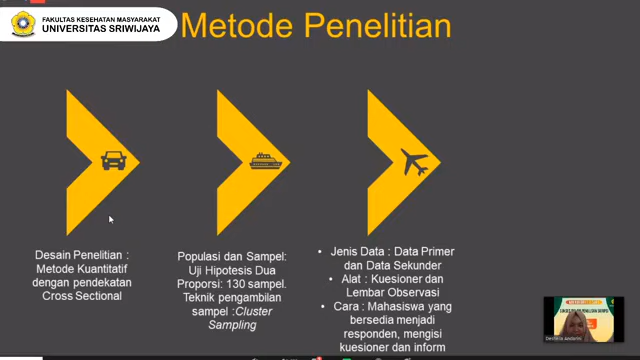 FAKULTAS KESEHATAN MASYARAKAT
UNIVERSITAS SRIWIJAYA
Metode Penelitian
Desain Penelitian :
Metode Kuantitatif
dengan pendekatan
Cross Sectional
Populasi dan Sampel:
Uji Hipotesis Dua
Proporsi: 130 sampel.
Teknik pengambilan
sampel :Cluster
Sampling
• Jenis Data : Data Primer
dan Data Sekunder
• Alat : Kuesioner dan
Lembar Observasi
• Cara : Mahasiswa yang
bersedia menjadi
responden, mengisi
kuesioner dan inform